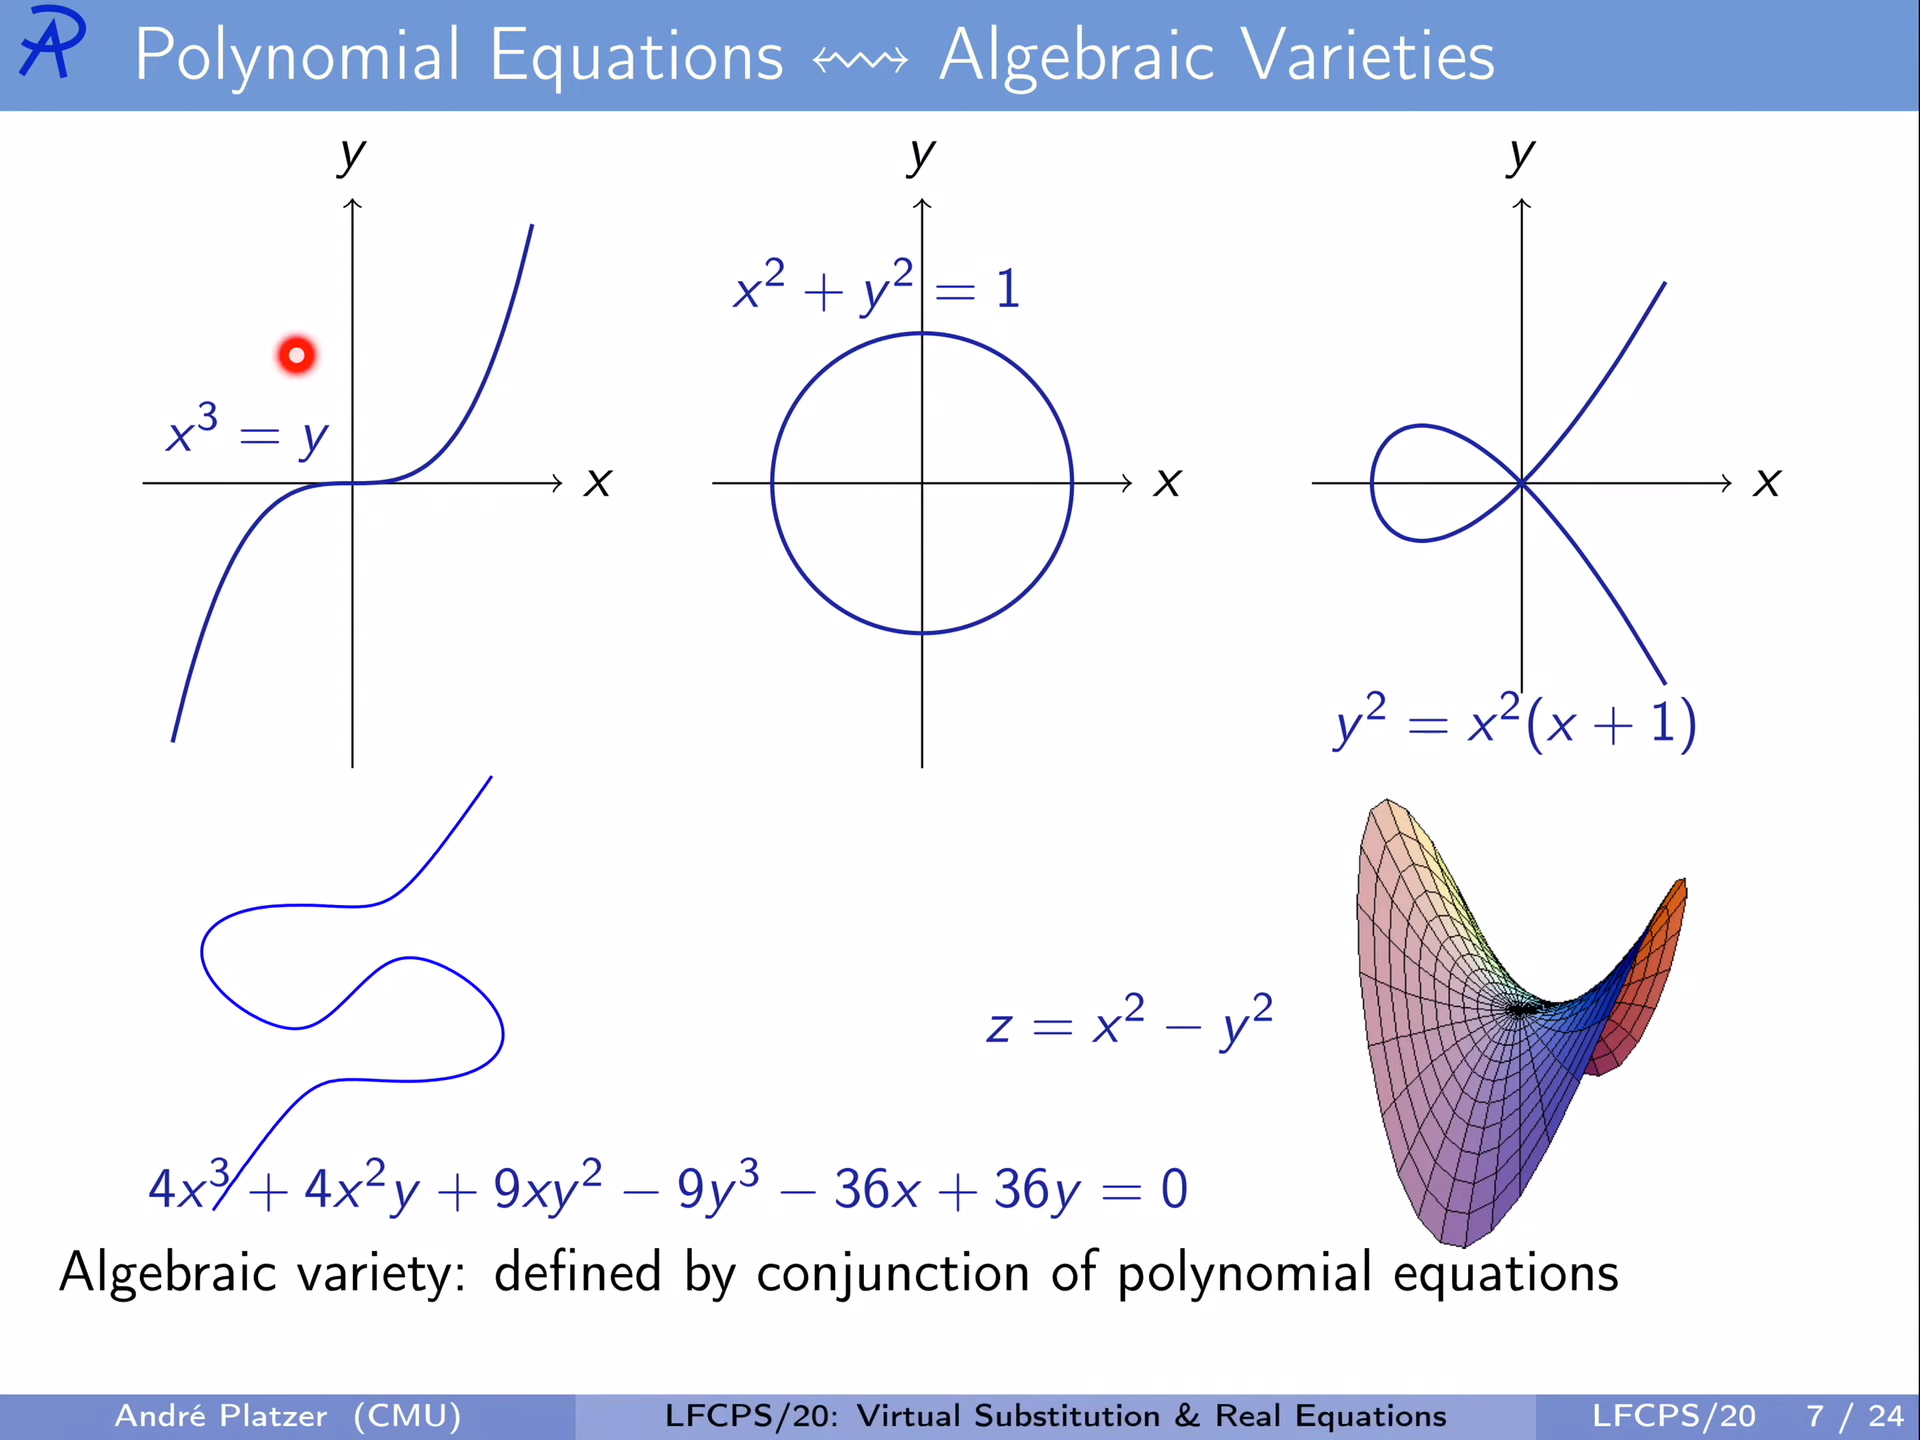 Polynomial Equations ↭ Algebraic Varieties
y
x³ = y
x
y
x² + y² = 1
x
y
x
y² = x²(x + 1)
z = x² − y²
4x³ + 4x²y + 9xy² − 9y³ − 36x + 36y = 0
Algebraic variety: defined by conjunction of polynomial equations
André Platzer (CMU) LFCPS/20: Virtual Substitution & Real Equations LFCPS/20 7 / 24